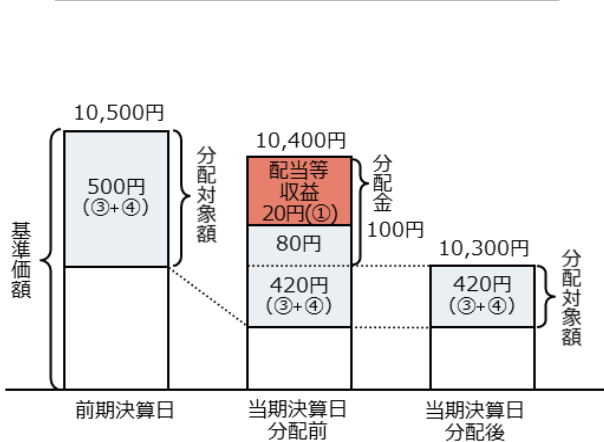 10,500円
500円
(③+④)
分配対象額
基準価額
前期決算日
10,400円
配当等
収益
20円(①)
80円
420円
(③+④)
分配金
100円
当期決算日
分配前
10,300円
420円
(③+④)
分配対象額
当期決算日
分配後